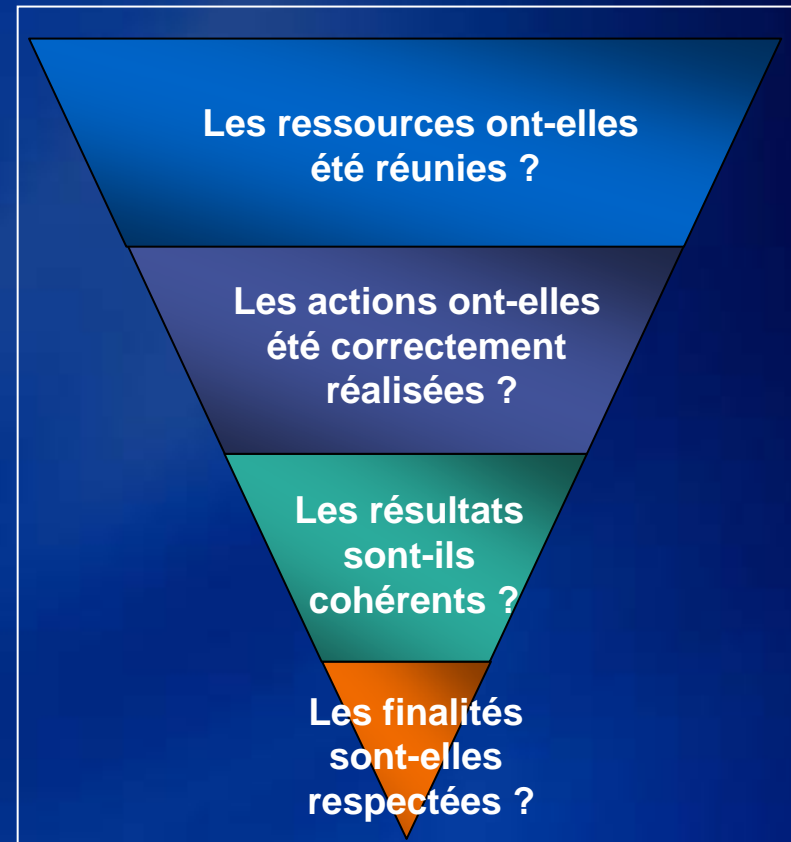 Les ressources ont-elles
été réunies ?
Les actions ont-elles
été correctement
réalisées ?
Les résultats
sont-ils
cohérents ?
Les finalités
sont-elles
respectées ?